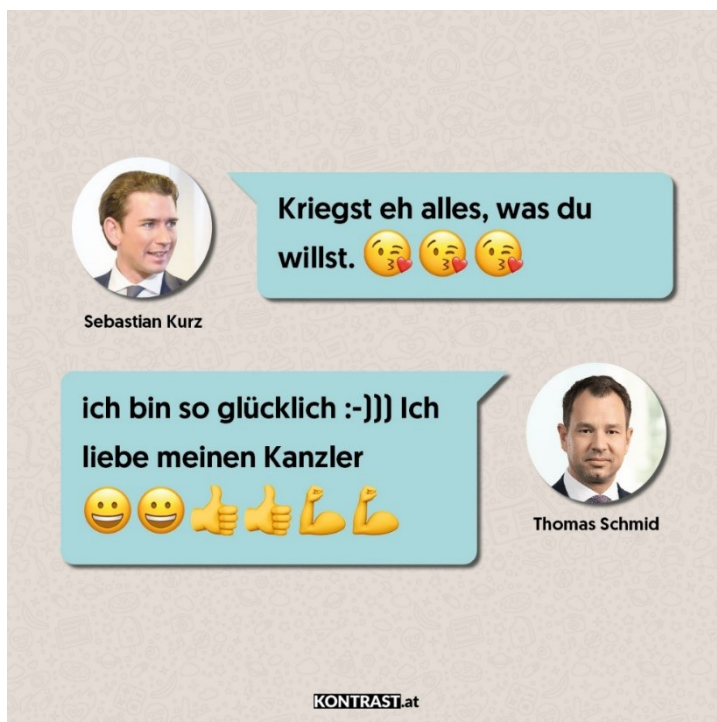 Kriegst eh alles, was du
willst. 😘 😘 😘
Sebastian Kurz
ich bin so glücklich :-))) Ich
liebe meinen Kanzler
😀 😀 👍 👍 💪 💪
Thomas Schmid
KONTRAST.at